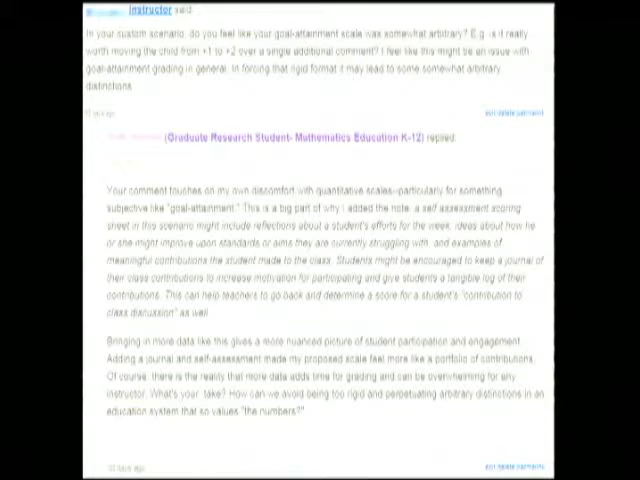 Instructor said:
In your custom scenario, do you feel like your goal-attainment scale was somewhat arbitrary? E.g. is it really
worth moving the child from +1 to +2 over a single additional comment? I feel like this might be an issue with
goal-attainment grading in general. In forcing that rigid format it may lead to some somewhat arbitrary
distinctions.
days ago
(Graduate Research Student- Mathematics Education K-12) replied:
Your comment touches on my own discomfort with quantitative scales--particularly for something
subjective like "goal-attainment." This is a big part of why I added the note: a self assessment scoring
sheet in this scenario might include reflections about a student's efforts for the week, ideas about how he
or she might improve upon standards or aims they are currently struggling with, and examples of
meaningful contributions the student made to the class. Students might be encouraged to keep a journal of
their class contributions to increase motivation for participating and give students a tangible log of their
contributions. This can help teachers to go back and determine a score for a student's "contribution to
class discussion" as well.
Bringing in more data like this gives a more nuanced picture of student participation and engagement.
Adding a journal and self-assessment made my proposed scale feel more like a portfolio of contributions.
Of course, there is the reality that more data adds time for grading and can be overwhelming for any
instructor. What's your take? How can we avoid being too rigid and perpetuating arbitrary distinctions in an
education system that so values "the numbers?"
days ago